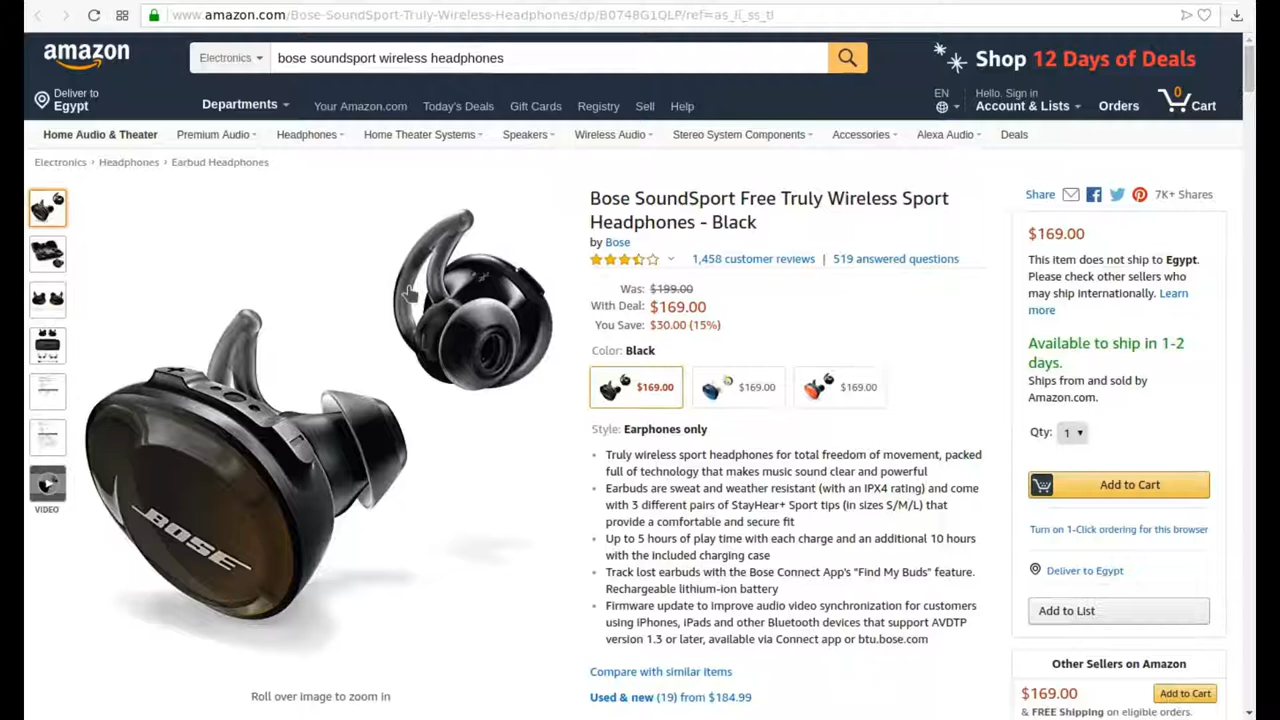 www.amazon.com/Bose-SoundSport-Truly-Wireless-Headphones/dp/B0748G1QLP/ref=as_li_ss_tl
amazon
Electronics
bose soundsport wireless headphones
Shop 12 Days of Deals
Deliver to
Egypt
Departments
Your Amazon.com
Today's Deals
Gift Cards
Registry
Sell
Help
EN
Hello. Sign in
Account & Lists
Orders
0
Cart
Home Audio & Theater
Premium Audio
Headphones
Home Theater Systems
Speakers
Wireless Audio
Stereo System Components
Accessories
Alexa Audio
Deals
Electronics › Headphones › Earbud Headphones
VIDEO
BOSE
Roll over image to zoom in
Bose SoundSport Free Truly Wireless Sport
Headphones - Black
by Bose
1,458 customer reviews | 519 answered questions
Was: $199.00
With Deal: $169.00
You Save: $30.00 (15%)
Color: Black
$169.00
$169.00
$169.00
Style: Earphones only
Truly wireless sport headphones for total freedom of movement, packed
full of technology that makes music sound clear and powerful
Earbuds are sweat and weather resistant (with an IPX4 rating) and come
with 3 different pairs of StayHear+ Sport tips (in sizes S/M/L) that
provide a comfortable and secure fit
Up to 5 hours of play time with each charge and an additional 10 hours
with the included charging case
Track lost earbuds with the Bose Connect App's "Find My Buds" feature.
Rechargeable lithium-ion battery
Firmware update to improve audio video synchronization for customers
using iPhones, iPads and other Bluetooth devices that support AVDTP
version 1.3 or later, available via Connect app or btu.bose.com
Compare with similar items
Used & new (19) from $184.99
Share
7K+ Shares
$169.00
This item does not ship to Egypt.
Please check other sellers who
may ship internationally. Learn
more
Available to ship in 1-2
days.
Ships from and sold by
Amazon.com.
Qty: 1
Add to Cart
Turn on 1-Click ordering for this browser
Deliver to Egypt
Add to List
Other Sellers on Amazon
$169.00
Add to Cart
& FREE Shipping on eligible orders.